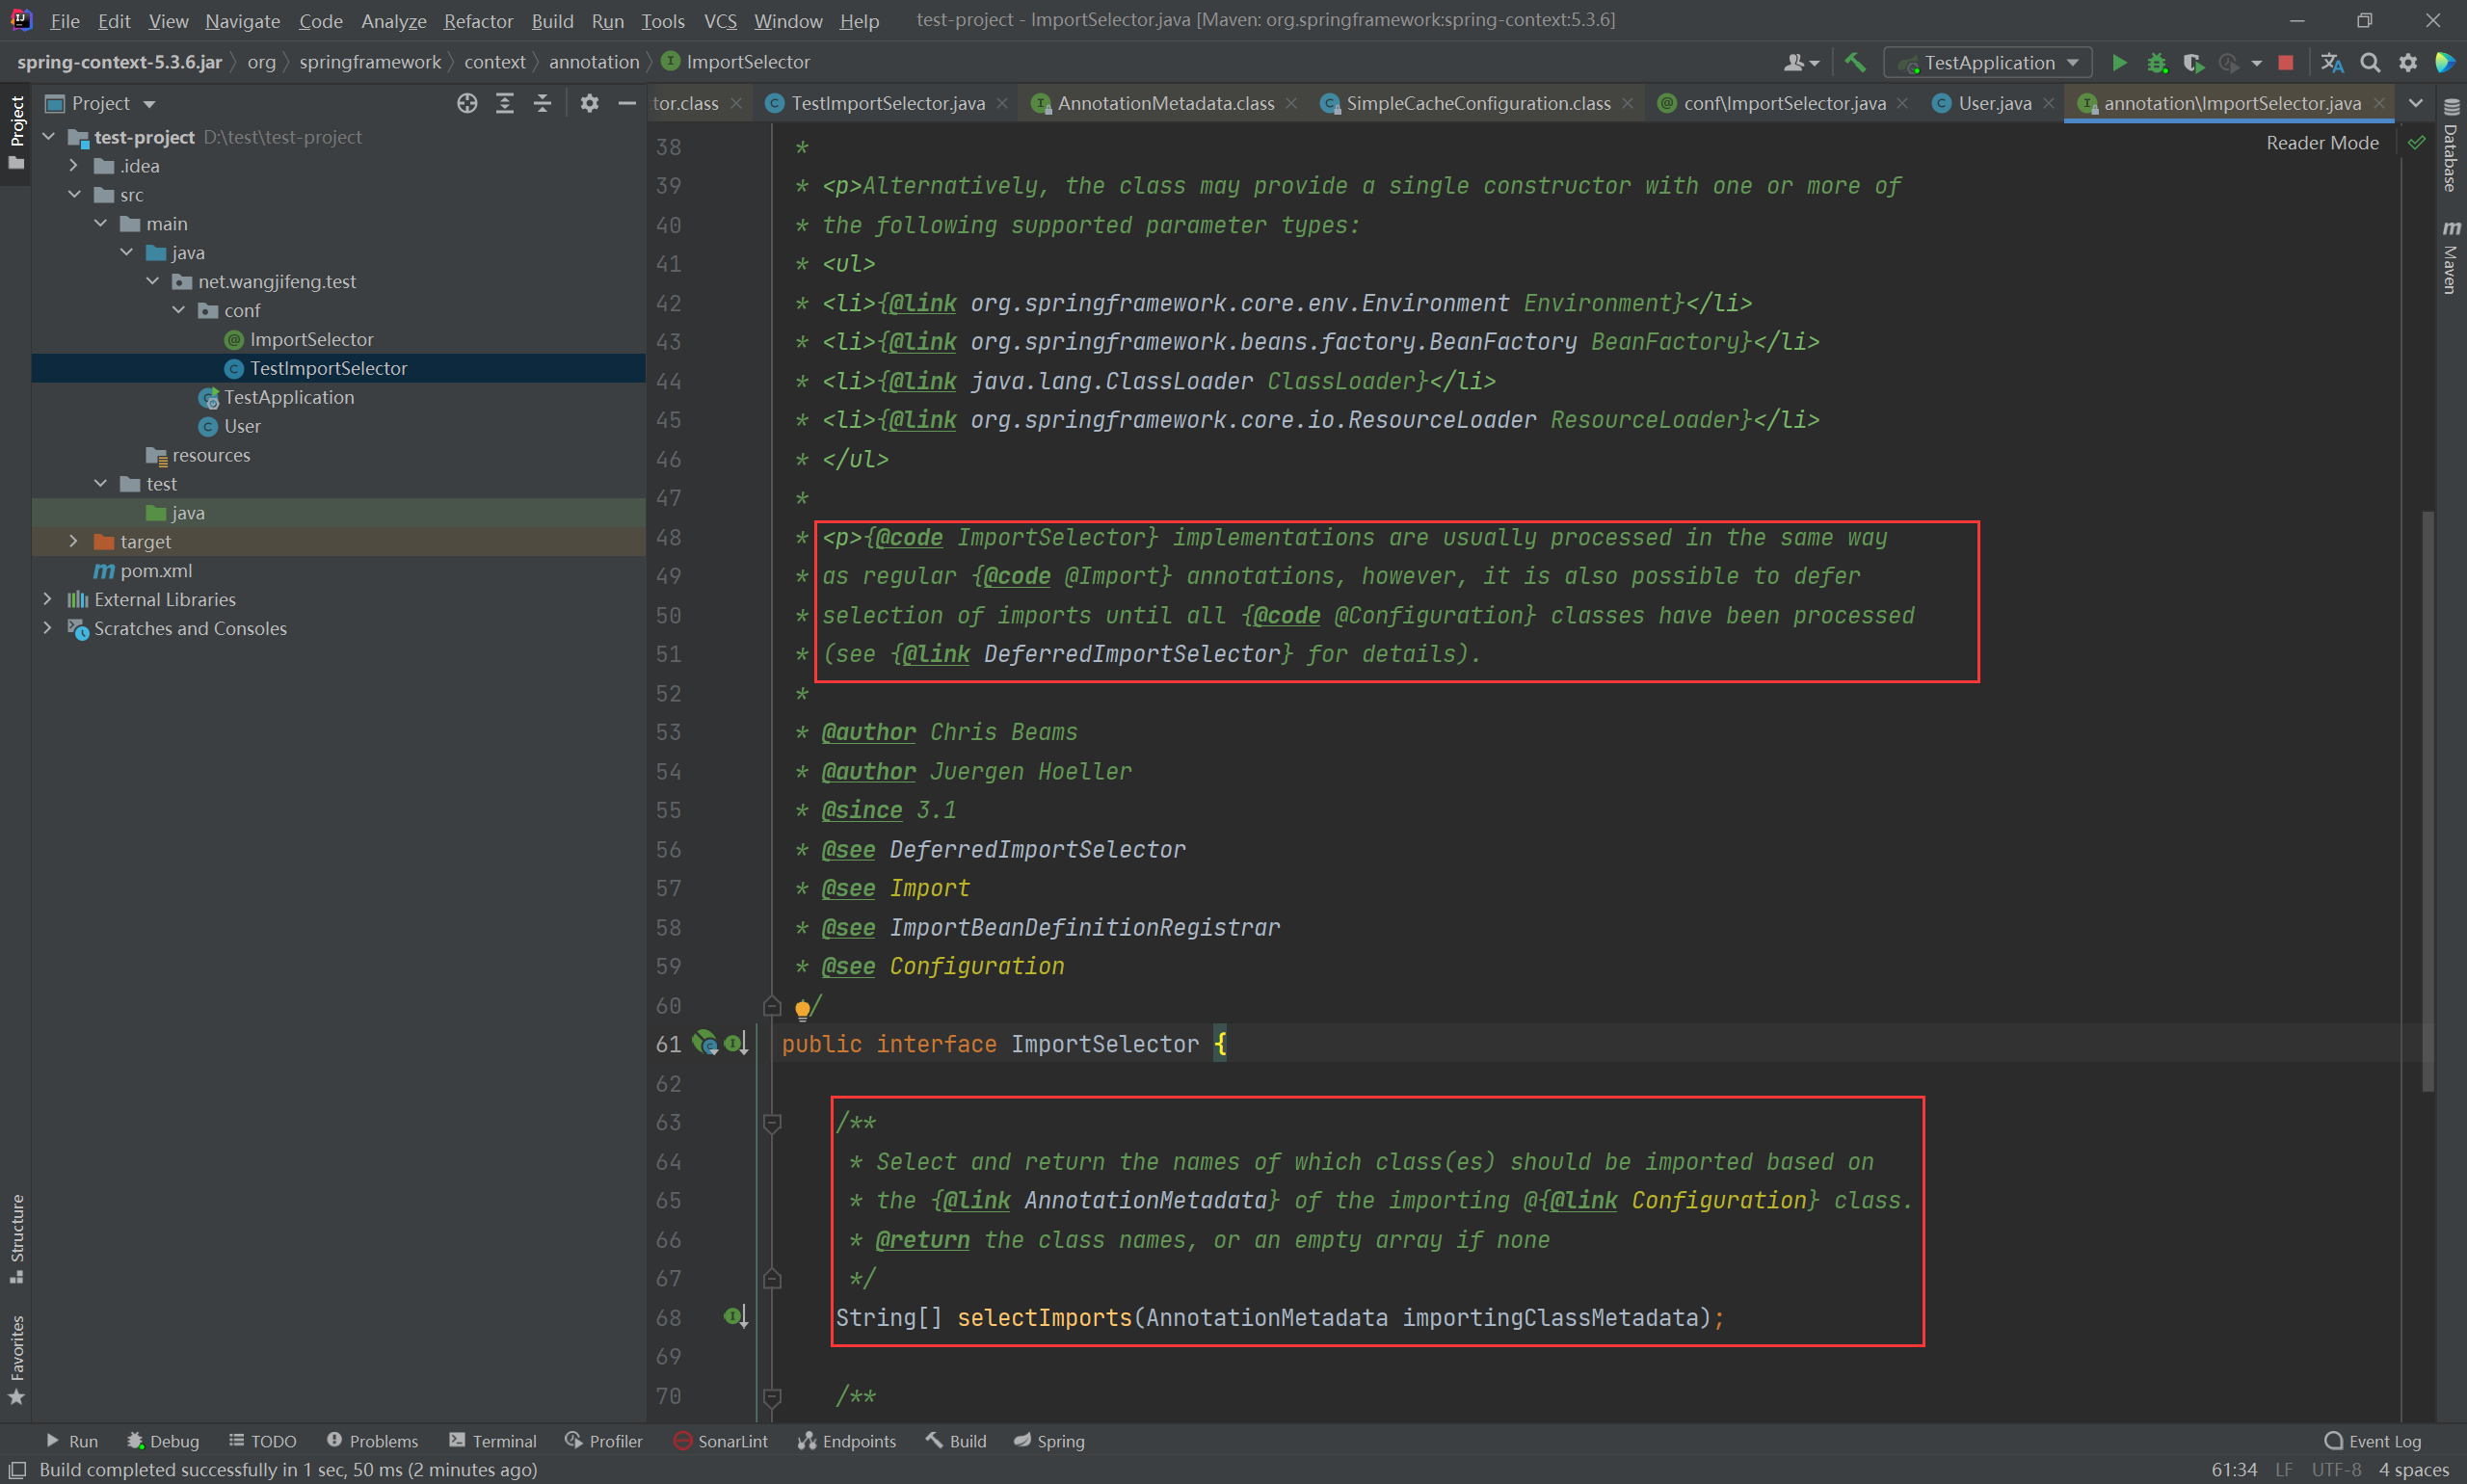 File Edit View Navigate Code Analyze Refactor Build Run Tools VCS Window Help test-project - ImportSelector.java [Maven: org.springframework:spring-context:5.3.6]
spring-context-5.3.6.jar org springframework context annotation ImportSelector TestApplication
Project
Project
tor.class TestImportSelector.java AnnotationMetadata.class SimpleCacheConfiguration.class conf\ImportSelector.java User.java annotation\ImportSelector.java
Reader Mode
Database
Maven
test-project D:\test\test-project
.idea
src
main
java
net.wangjifeng.test
conf
ImportSelector
TestImportSelector
TestApplication
User
resources
test
java
target
pom.xml
External Libraries
Scratches and Consoles
38 *
39 * <p>Alternatively, the class may provide a single constructor with one or more of
40 * the following supported parameter types:
41 * <ul>
42 * <li>{@link org.springframework.core.env.Environment Environment}</li>
43 * <li>{@link org.springframework.beans.factory.BeanFactory BeanFactory}</li>
44 * <li>{@link java.lang.ClassLoader ClassLoader}</li>
45 * <li>{@link org.springframework.core.io.ResourceLoader ResourceLoader}</li>
46 * </ul>
47 *
48 * <p>{@code ImportSelector} implementations are usually processed in the same way
49 * as regular {@code @Import} annotations, however, it is also possible to defer
50 * selection of imports until all {@code @Configuration} classes have been processed
51 * (see {@link DeferredImportSelector} for details).
52 *
53 * @author Chris Beams
54 * @author Juergen Hoeller
55 * @since 3.1
56 * @see DeferredImportSelector
57 * @see Import
58 * @see ImportBeanDefinitionRegistrar
59 * @see Configuration
60 /
61 public interface ImportSelector {
62
63 /**
64 * Select and return the names of which class(es) should be imported based on
65 * the {@link AnnotationMetadata} of the importing @{@link Configuration} class.
66 * @return the class names, or an empty array if none
67 */
68 String[] selectImports(AnnotationMetadata importingClassMetadata);
69
70 /**
Structure
Favorites
Run Debug TODO Problems Terminal Profiler SonarLint Endpoints Build Spring Event Log
Build completed successfully in 1 sec, 50 ms (2 minutes ago) 61:34 LF UTF-8 4 spaces